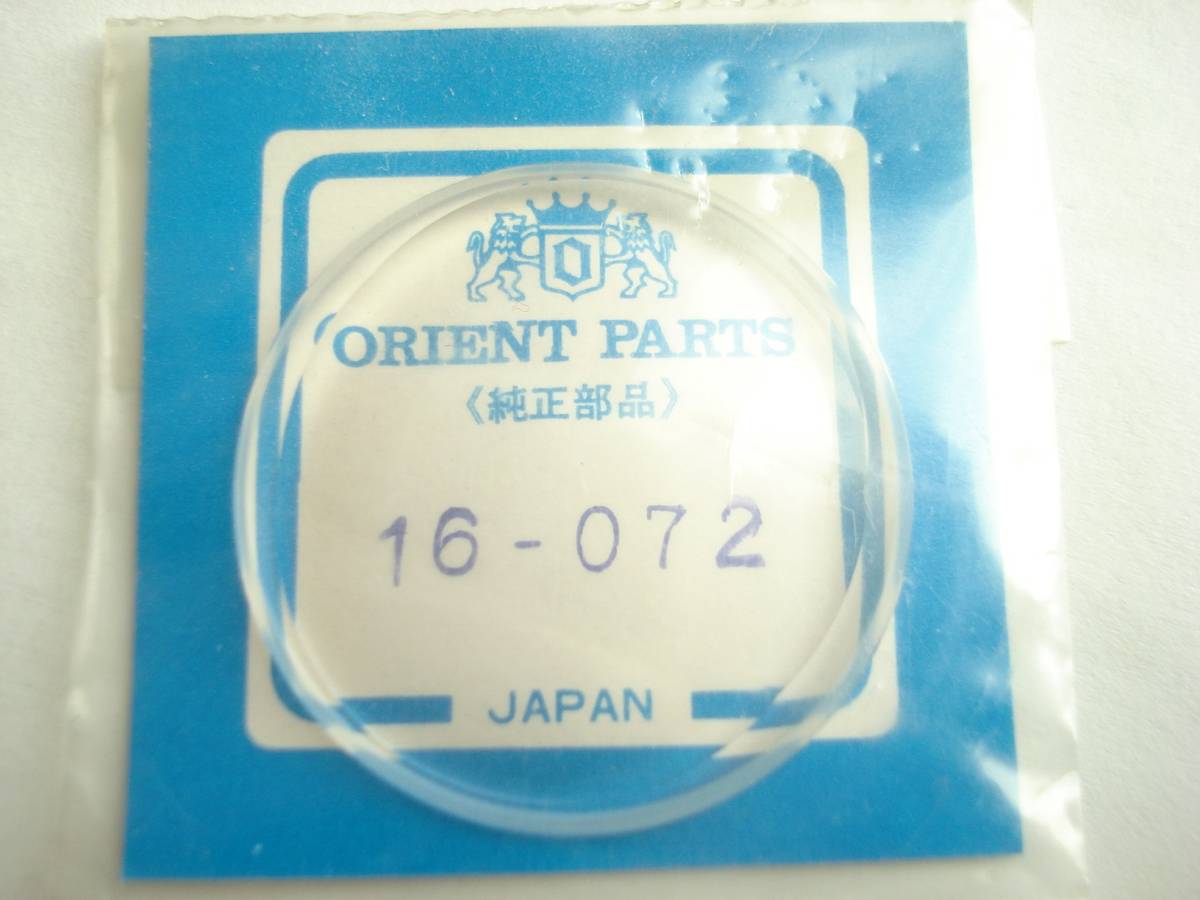 O
ORIENT PARTS
《純正部品》
16-072
JAPAN